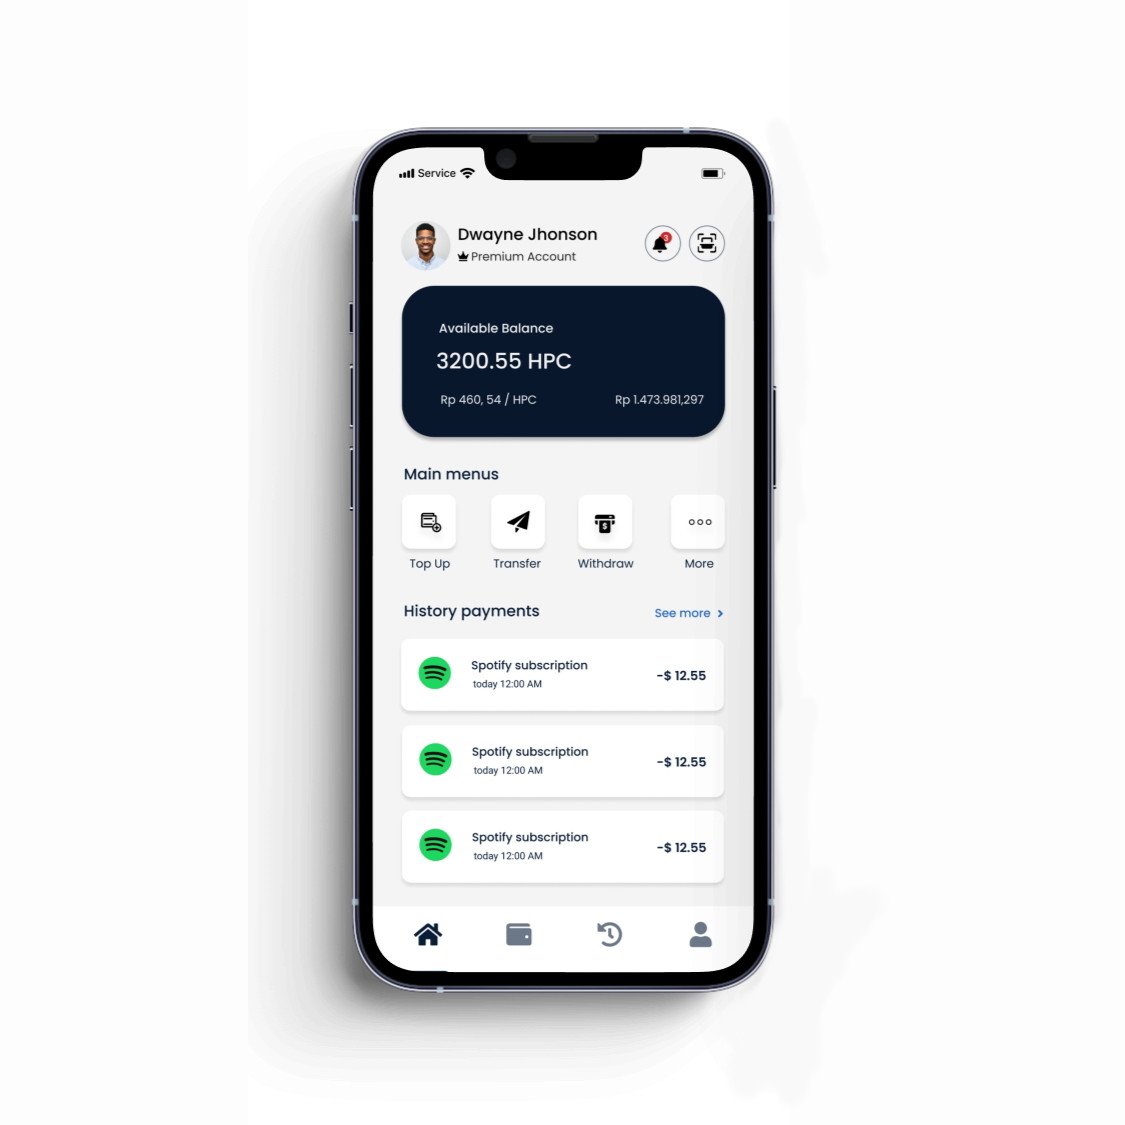 Service
Dwayne Jhonson
3
Premium Account
Available Balance
3200.55 HPC
Rp 460, 54 / HPC Rp 1.473.981,297
Main menus
$
Top Up Transfer Withdraw More
History payments See more >
Spotify subscription
today 12:00 AM
-$ 12.55
Spotify subscription
today 12:00 AM
-$ 12.55
Spotify subscription
today 12:00 AM
-$ 12.55